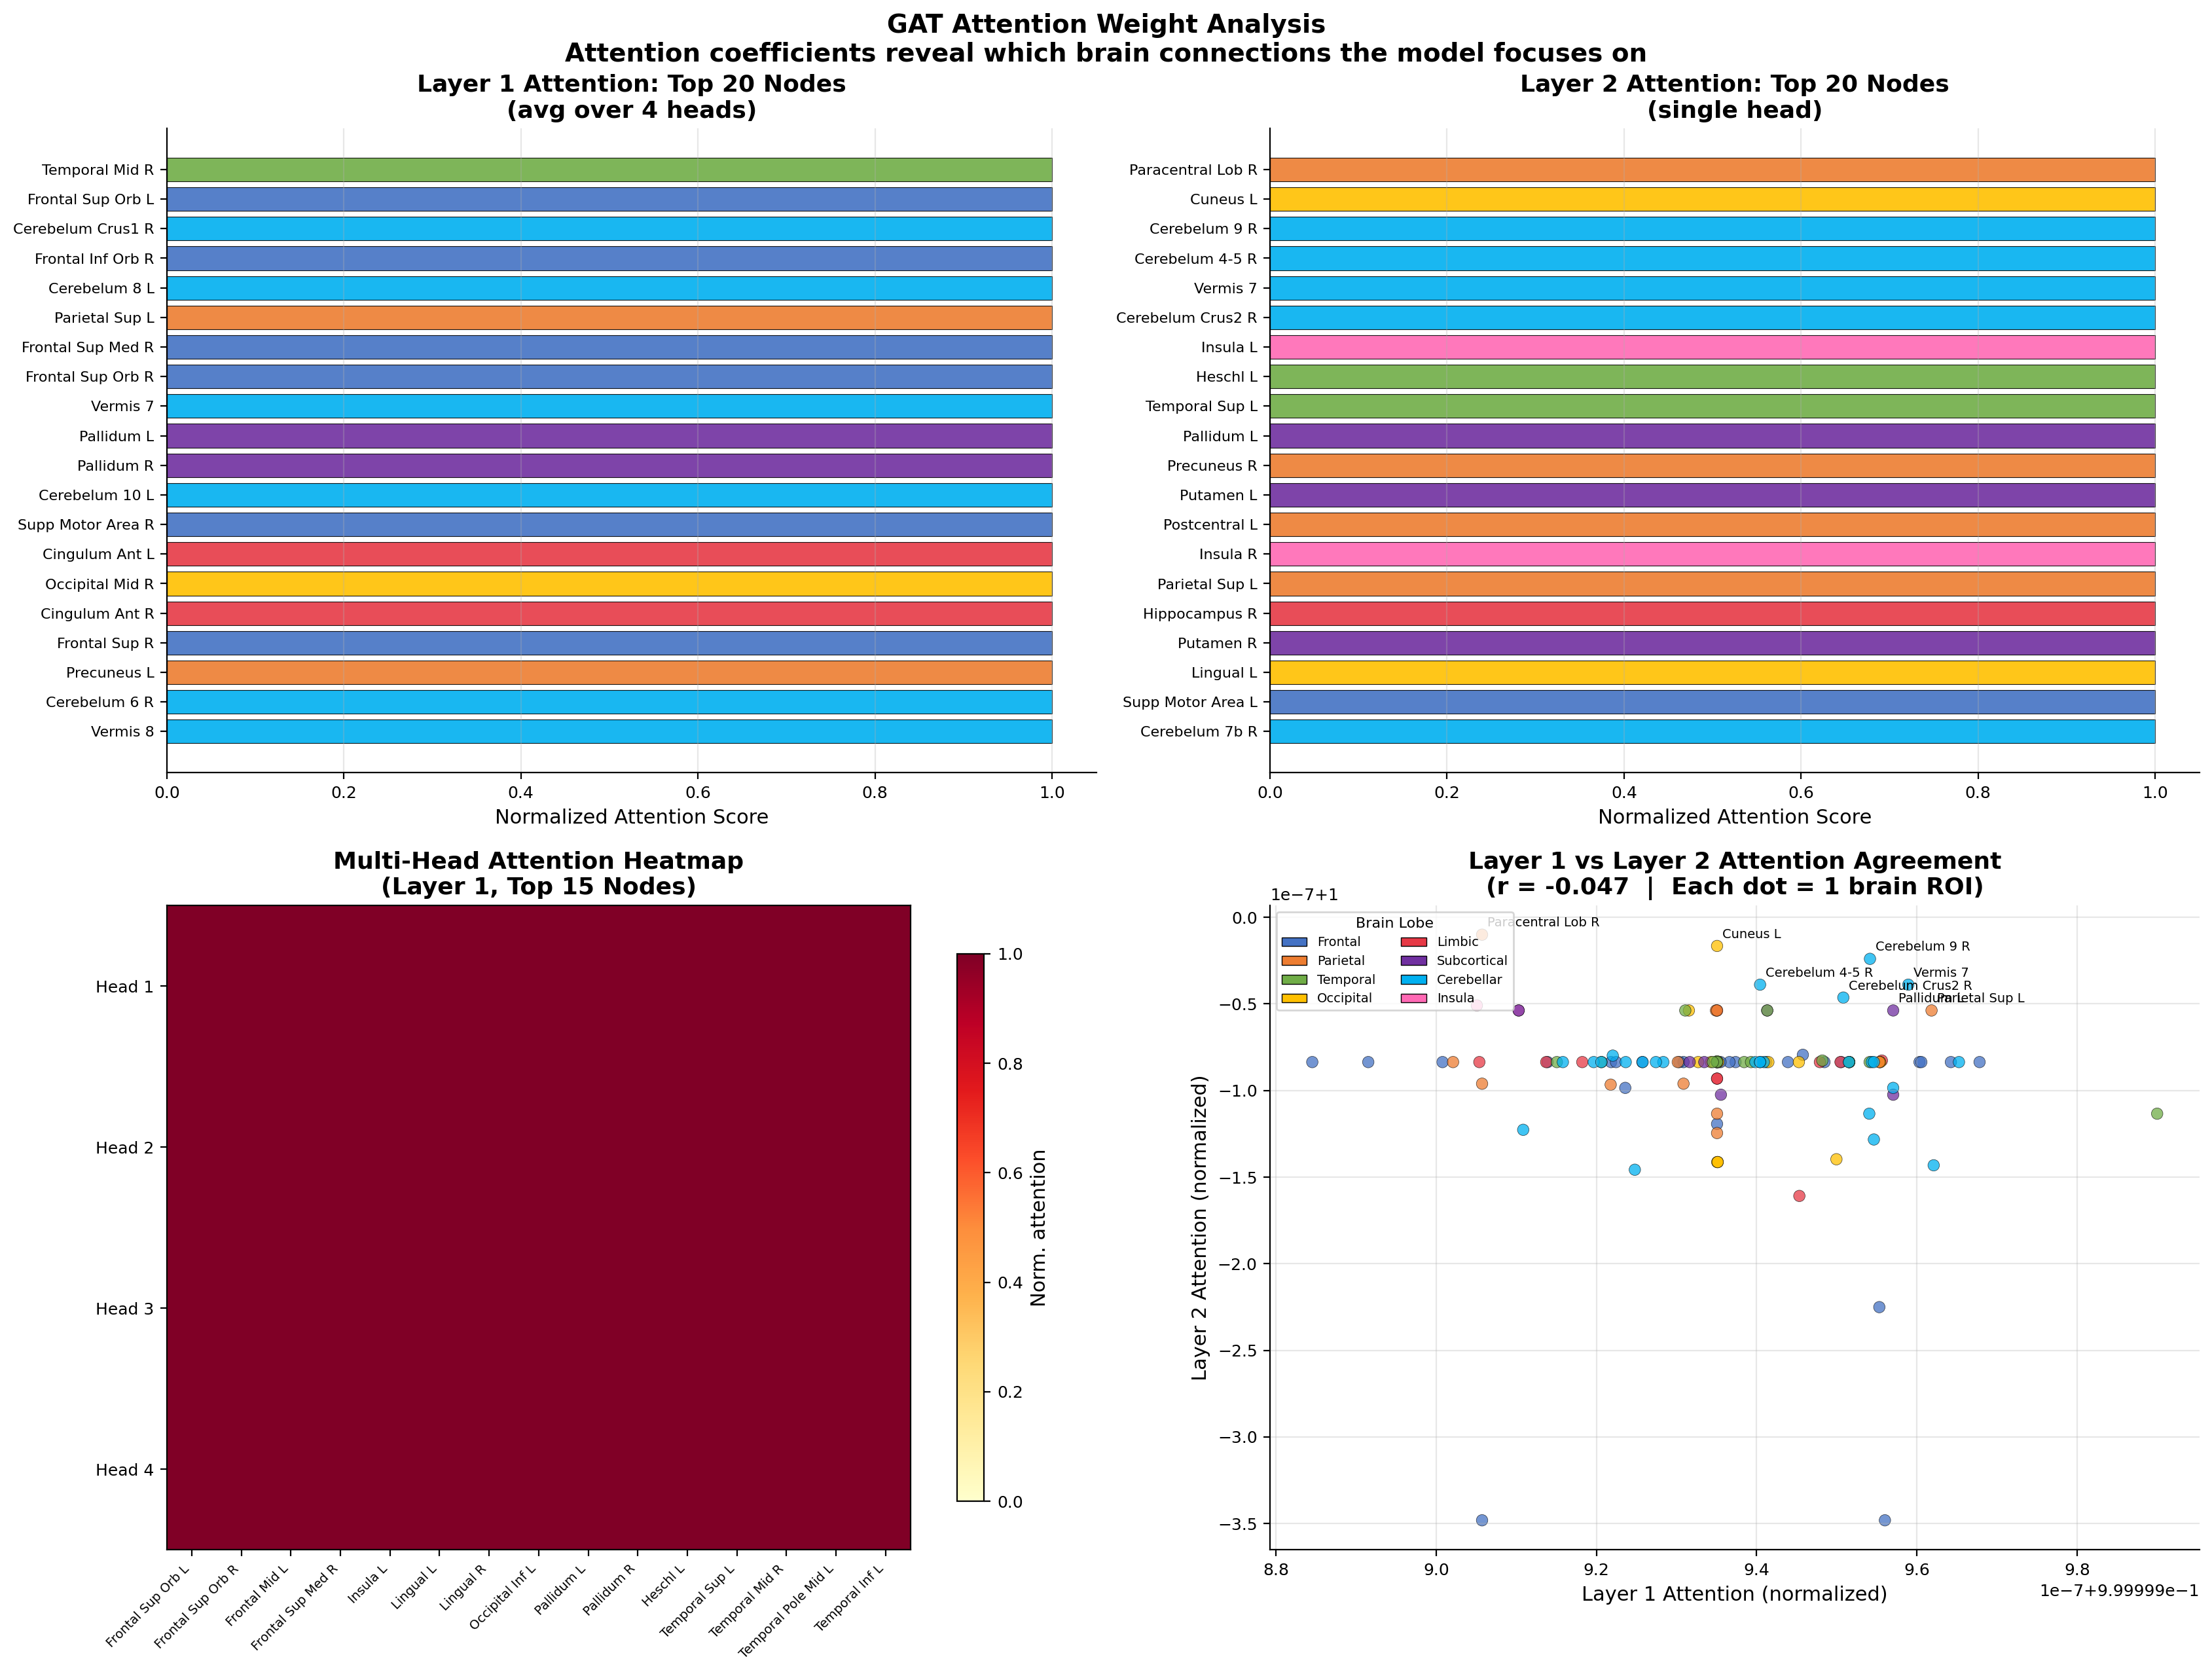 GAT Attention Weight Analysis
Attention coefficients reveal which brain connections the model focuses on
Layer 1 Attention: Top 20 Nodes
(avg over 4 heads)
Temporal Mid R
Frontal Sup Orb L
Cerebelum Crus1 R
Frontal Inf Orb R
Cerebelum 8 L
Parietal Sup L
Frontal Sup Med R
Frontal Sup Orb R
Vermis 7
Pallidum L
Pallidum R
Cerebelum 10 L
Supp Motor Area R
Cingulum Ant L
Occipital Mid R
Cingulum Ant R
Frontal Sup R
Precuneus L
Cerebelum 6 R
Vermis 8
0.0 0.2 0.4 0.6 0.8 1.0
Normalized Attention Score
Layer 2 Attention: Top 20 Nodes
(single head)
Paracentral Lob R
Cuneus L
Cerebelum 9 R
Cerebelum 4-5 R
Vermis 7
Cerebelum Crus2 R
Insula L
Heschl L
Temporal Sup L
Pallidum L
Precuneus R
Putamen L
Postcentral L
Insula R
Parietal Sup L
Hippocampus R
Putamen R
Lingual L
Supp Motor Area L
Cerebelum 7b R
0.0 0.2 0.4 0.6 0.8 1.0
Normalized Attention Score
Multi-Head Attention Heatmap
(Layer 1, Top 15 Nodes)
Head 1
Head 2
Head 3
Head 4
Frontal Sup Orb L
Frontal Sup Orb R
Frontal Mid L
Frontal Sup Med R
Insula L
Lingual L
Lingual R
Occipital Inf L
Pallidum L
Pallidum R
Heschl L
Temporal Sup L
Temporal Mid R
Temporal Pole Mid L
Temporal Inf L
1.0
0.8
0.6
0.4
0.2
0.0
Norm. attention
Layer 1 vs Layer 2 Attention Agreement
(r = -0.047 | Each dot = 1 brain ROI)
1e−7+1
0.0
−0.5
−1.0
−1.5
−2.0
−2.5
−3.0
−3.5
Layer 2 Attention (normalized)
Brain Lobe
Frontal
Parietal
Temporal
Occipital
Limbic
Subcortical
Cerebellar
Insula
Paracentral Lob R
Cuneus L
Cerebelum 9 R
Cerebelum 4-5 R
Vermis 7
Cerebelum Crus2 R
Pallidum L
Parietal Sup L
8.8 9.0 9.2 9.4 9.6 9.8
1e−7+9.99999e−1
Layer 1 Attention (normalized)